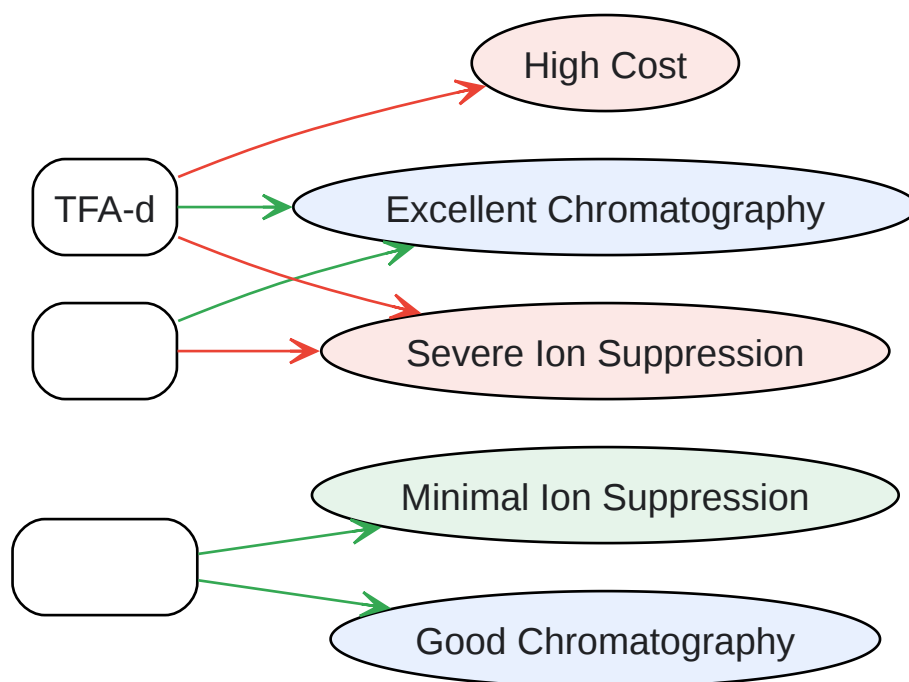 High Cost
TFA-d
Excellent Chromatography
Severe Ion Suppression
Minimal Ion Suppression
Good Chromatography